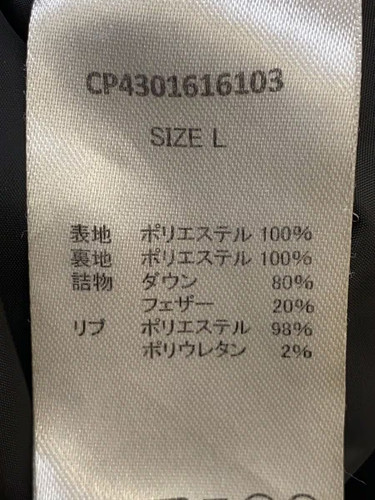 CP4301616103
SIZE L
表地 ポリエステル 100%
裏地 ポリエステル 100%
詰物 ダウン 80%
フェザー 20%
リブ ポリエステル 98%
ポリウレタン 2%